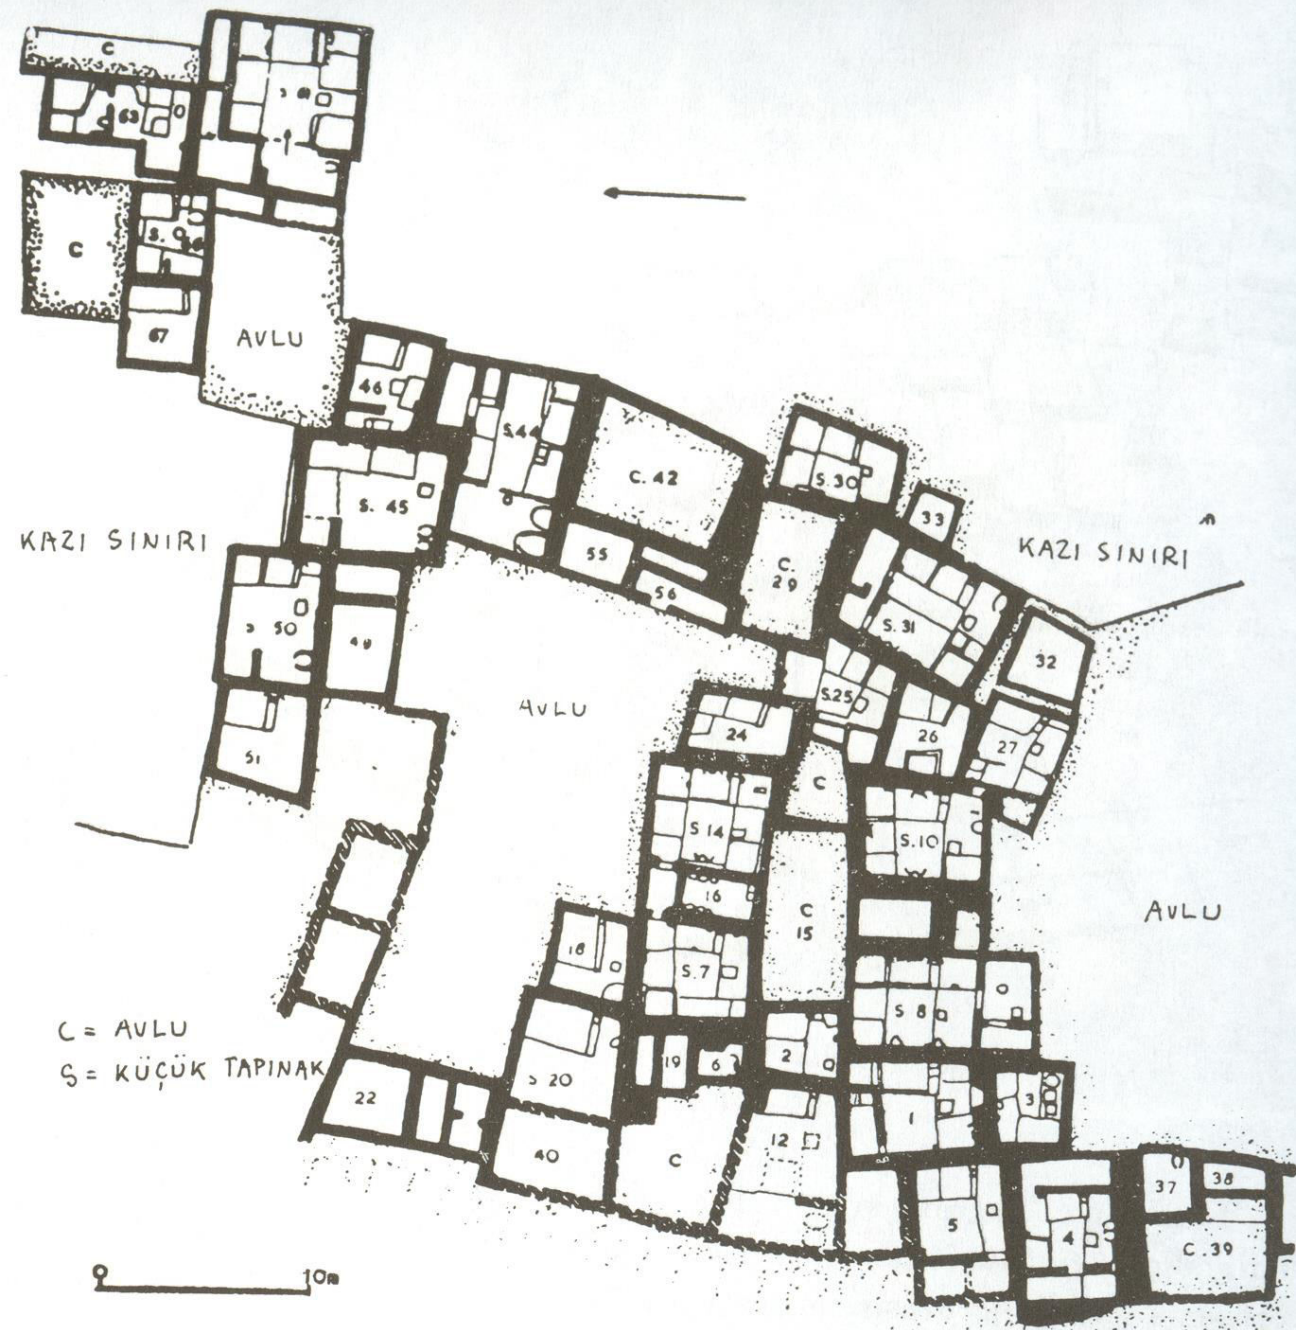 C
63
C
S.
67
AVLU
46
S.44
S. 45
C. 42
S.30
33
KAZI SINIRI
KAZI SINIRI
55
56
C.
29
S.31
32
50
49
51
AVLU
S.25
24
26
27
C
S 14
S.10
16
C
15
AVLU
18
S.7
S 8
C = AVLU
S = KÜÇÜK TAPINAK
22
S 20
19
6
2
1
3
40
C
12
5
4
37
38
C. 39
10m